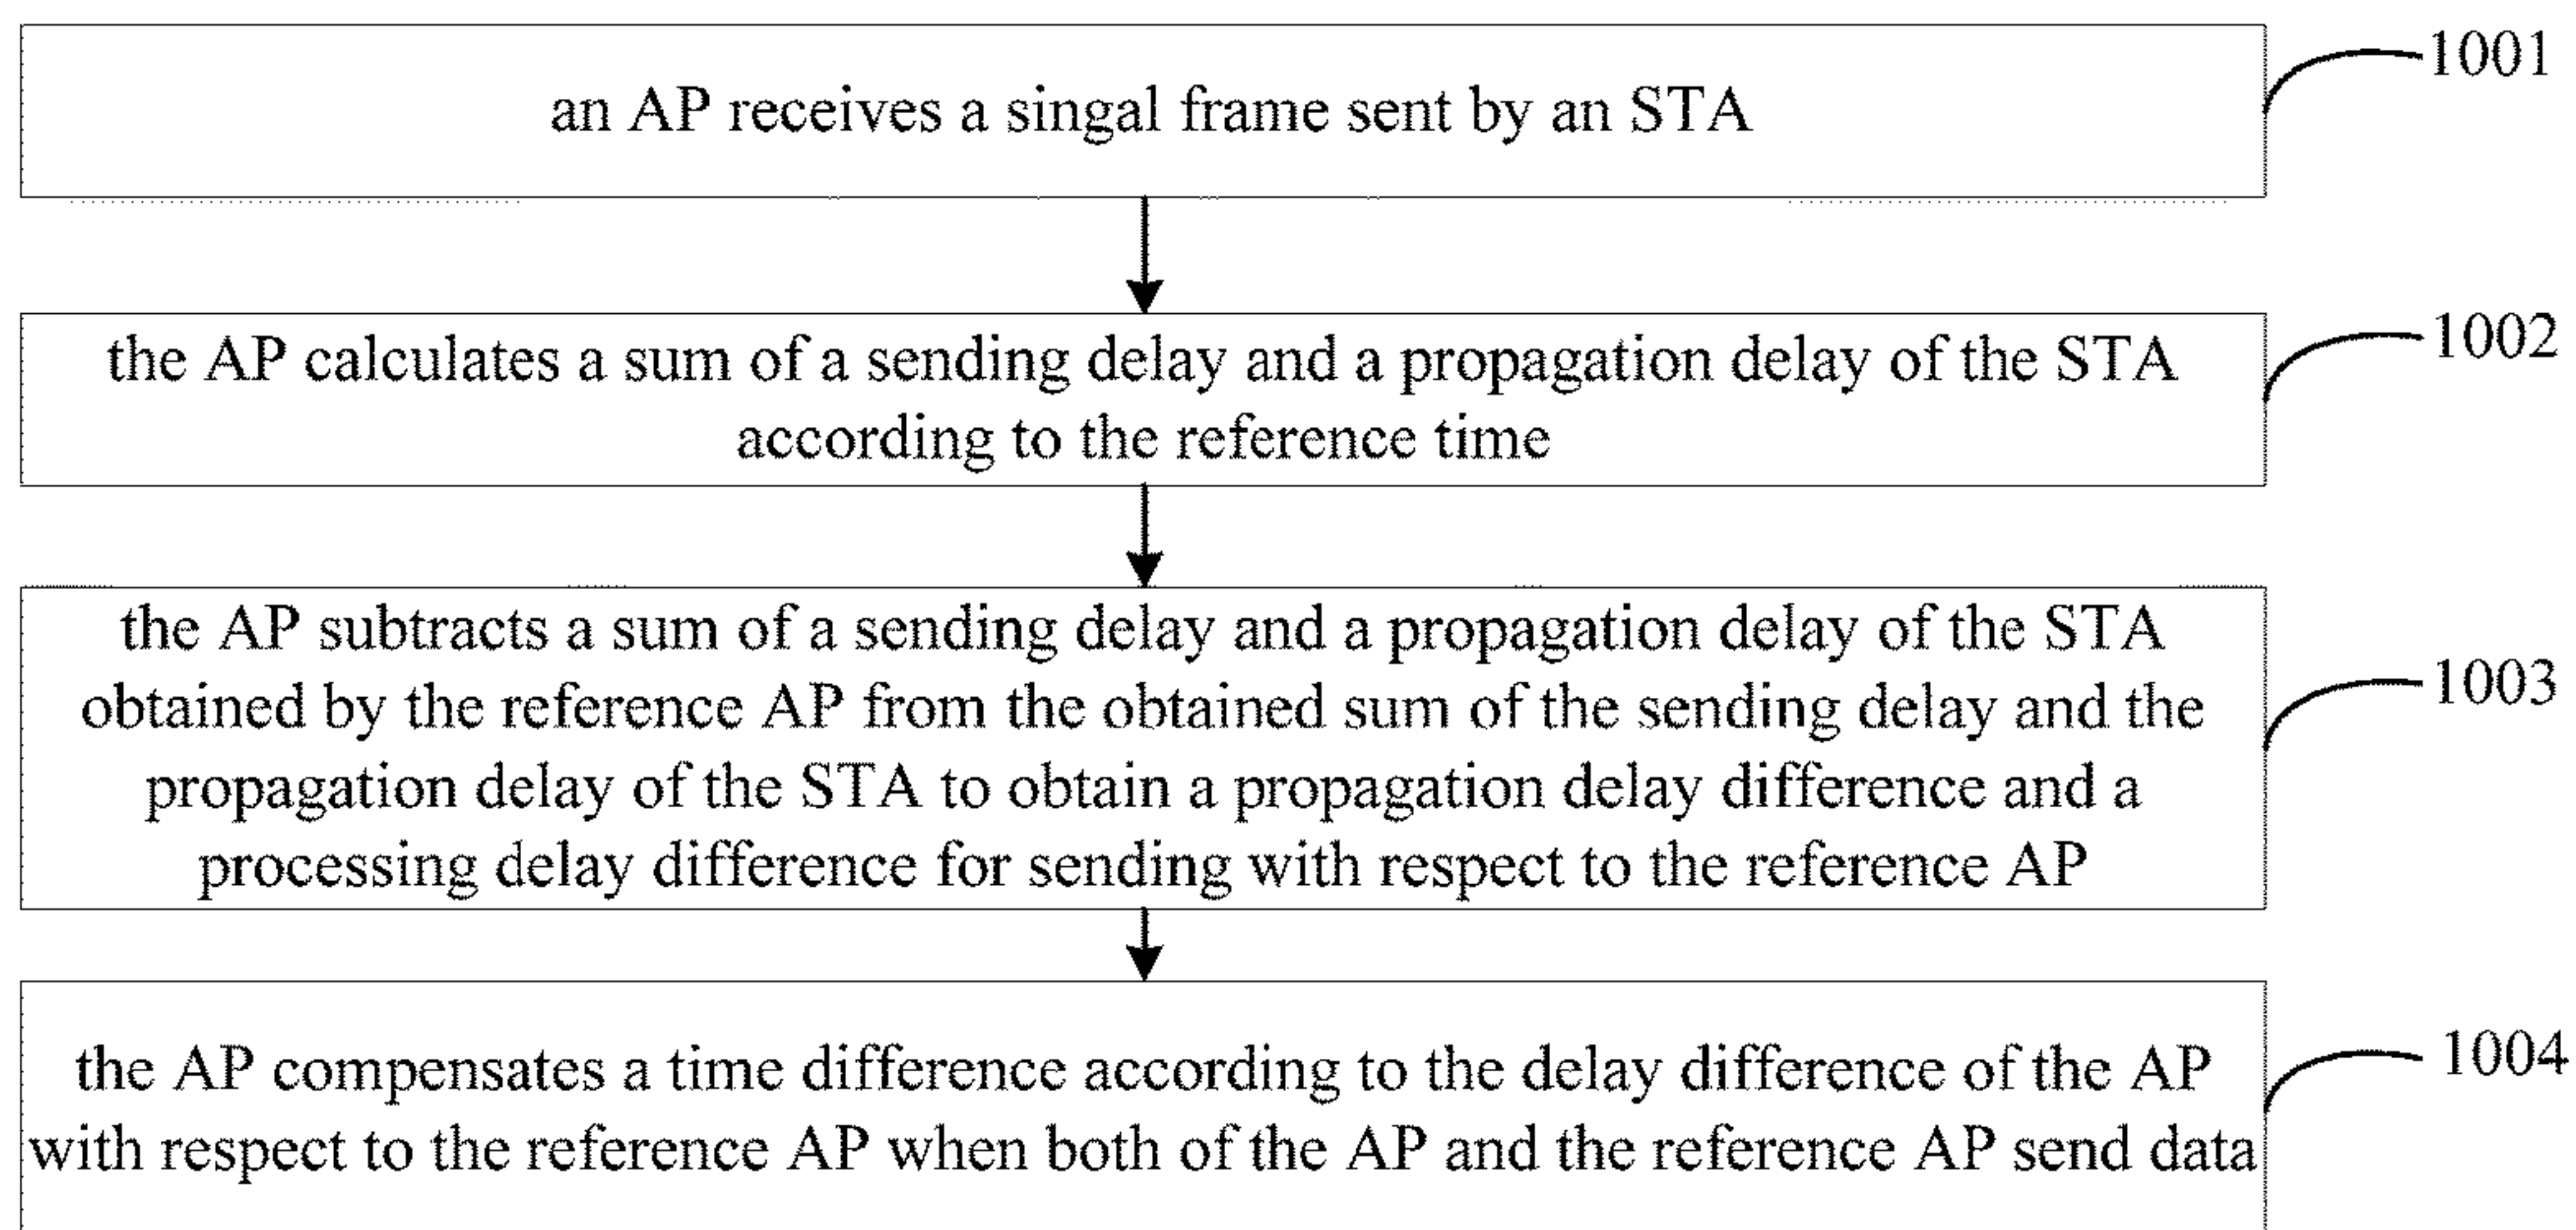 an AP receives a singal frame sent by an STA
1001
the AP calculates a sum of a sending delay and a propagation delay of the STA
according to the reference time
1002
the AP subtracts a sum of a sending delay and a propagation delay of the STA
obtained by the reference AP from the obtained sum of the sending delay and the
propagation delay of the STA to obtain a propagation delay difference and a
processing delay difference for sending with respect to the reference AP
1003
the AP compensates a time difference according to the delay difference of the AP
with respect to the reference AP when both of the AP and the reference AP send data
1004